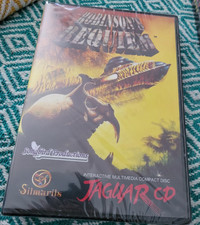 ROBINSON'S
REQUIEM
Silmarils
INTERACTIVE MULTIMEDIA COMPACT DISC
JAGUAR CD